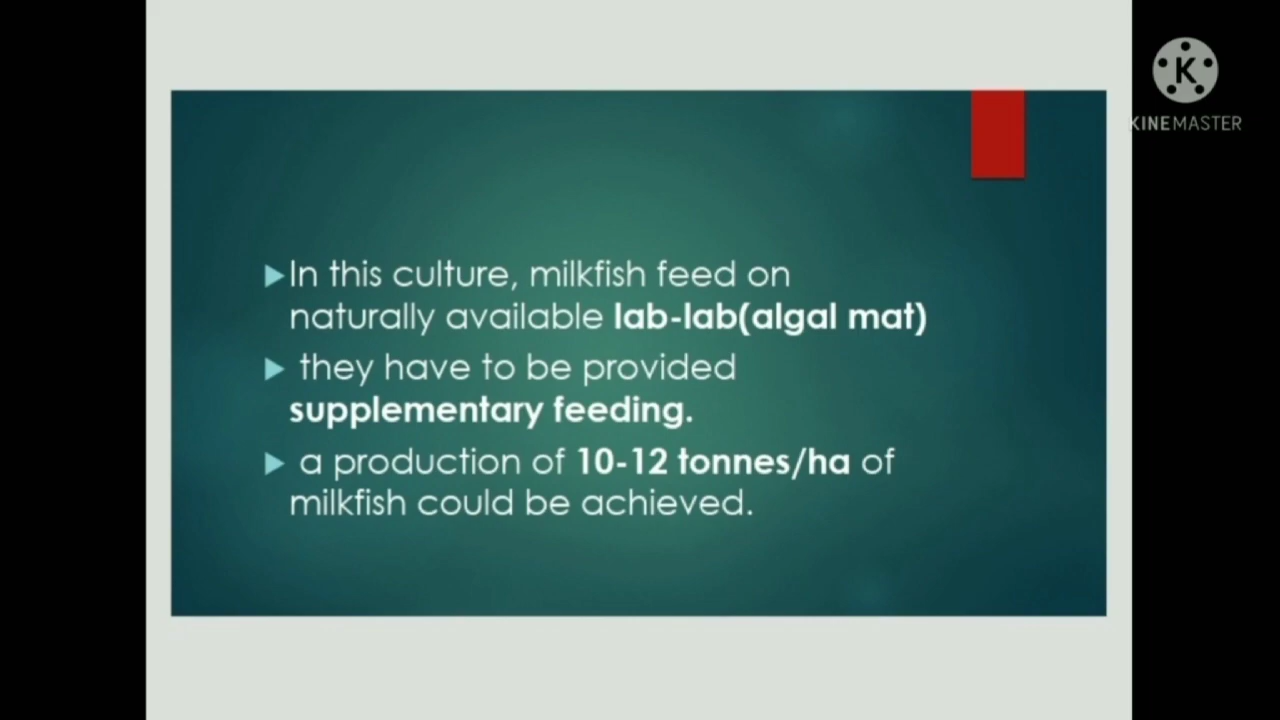 K
KINEMASTER
In this culture, milkfish feed on
naturally available lab-lab(algal mat)
they have to be provided
supplementary feeding.
a production of 10-12 tonnes/ha of
milkfish could be achieved.